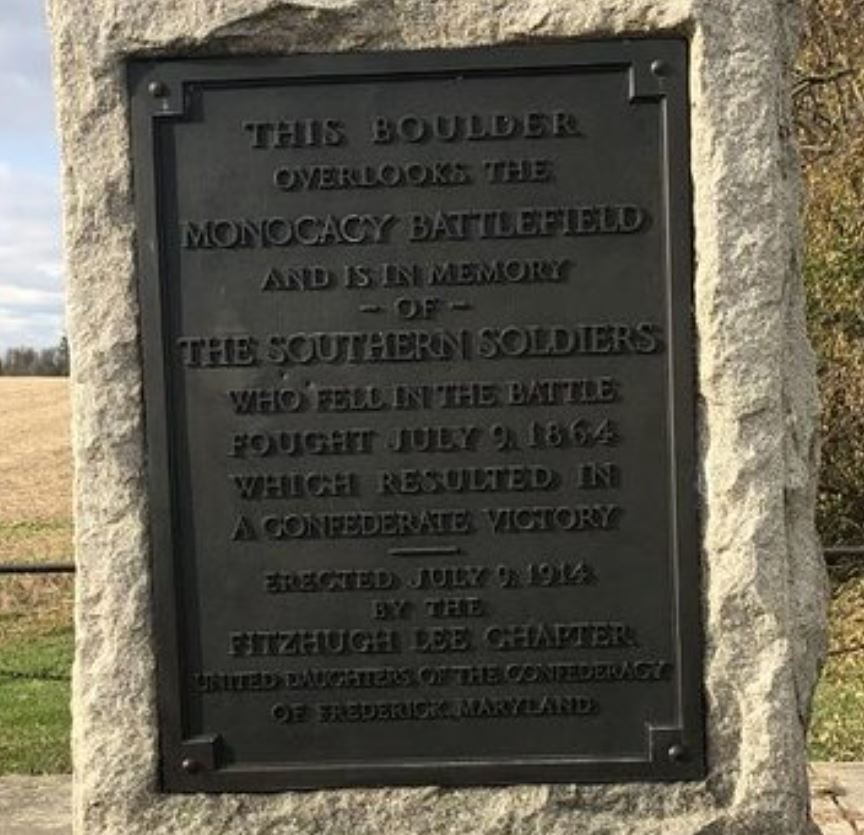 THIS BOULDER
OVERLOOKS THE
MONOCACY BATTLEFIELD
AND IS IN MEMORY
- OF -
THE SOUTHERN SOLDIERS
WHO FELL IN THE BATTLE
FOUGHT JULY 9, 1864
WHICH RESULTED IN
A CONFEDERATE VICTORY
ERECTED JULY 9, 1914
BY THE
FITZHUGH LEE CHAPTER
UNITED DAUGHTERS OF THE CONFEDERACY
OF FREDERICK, MARYLAND